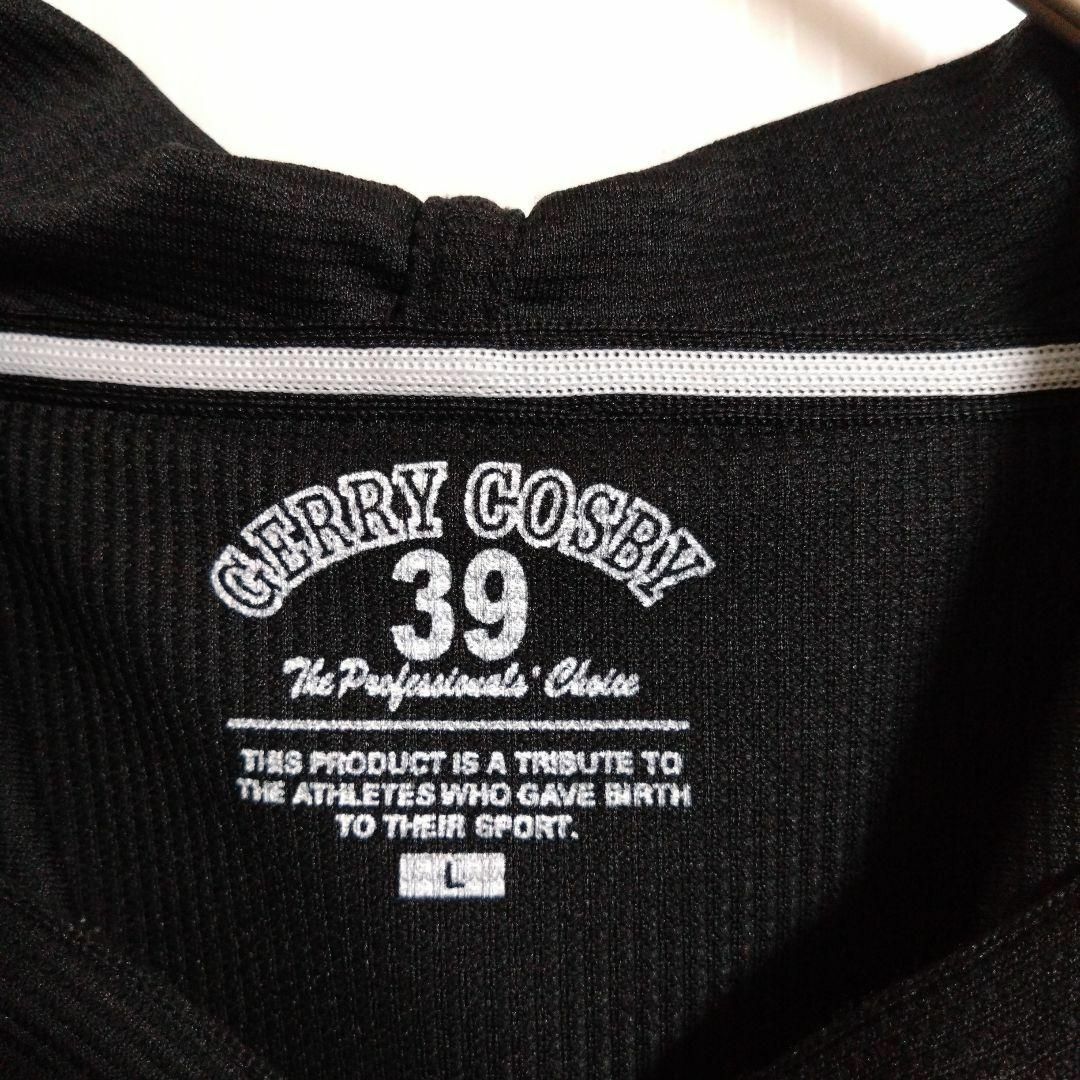 GERRY COSBY
39
The Professionals' Choice
THIS PRODUCT IS A TRIBUTE TO
THE ATHLETES WHO GAVE BIRTH
TO THEIR SPORT.
L